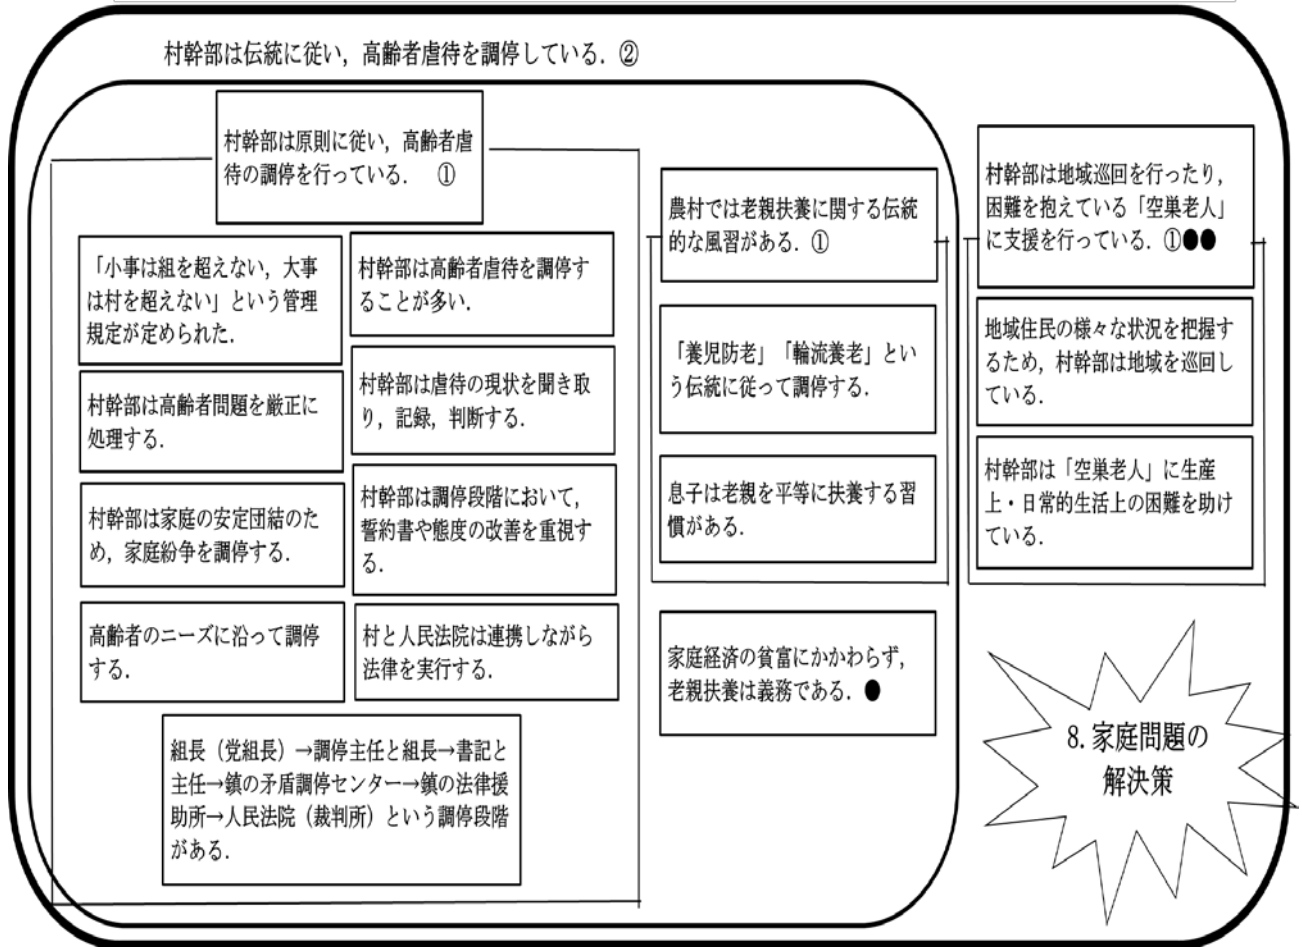 村幹部は伝統に従い，高齢者虐待を調停している．②
村幹部は原則に従い，高齢者虐
待の調停を行っている．　①
「小事は組を超えない，大事
は村を超えない」という管理
規定が定められた．
村幹部は高齢者問題を厳正に
処理する．
村幹部は家庭の安定団結のた
め，家庭紛争を調停する．
高齢者のニーズに沿って調停
する．
村幹部は高齢者虐待を調停す
ることが多い．
村幹部は虐待の現状を聞き取
り，記録，判断する．
村幹部は調停段階において，
誓約書や態度の改善を重視す
る．
村と人民法院は連携しながら
法律を実行する．
組長（党組長）→調停主任と組長→書記と
主任→鎮の矛盾調停センター→鎮の法律援
助所→人民法院（裁判所）という調停段階
がある．
農村では老親扶養に関する伝統
的な風習がある．①
「養児防老」「輪流養老」とい
う伝統に従って調停する．
息子は老親を平等に扶養する習
慣がある．
家庭経済の貧富にかかわらず，
老親扶養は義務である．●
村幹部は地域巡回を行ったり，
困難を抱えている「空巣老人」
に支援を行っている．①●●
地域住民の様々な状況を把握す
るため，村幹部は地域を巡回し
ている．
村幹部は「空巣老人」に生産
上・日常的生活上の困難を助け
ている．
8.家庭問題の
解決策